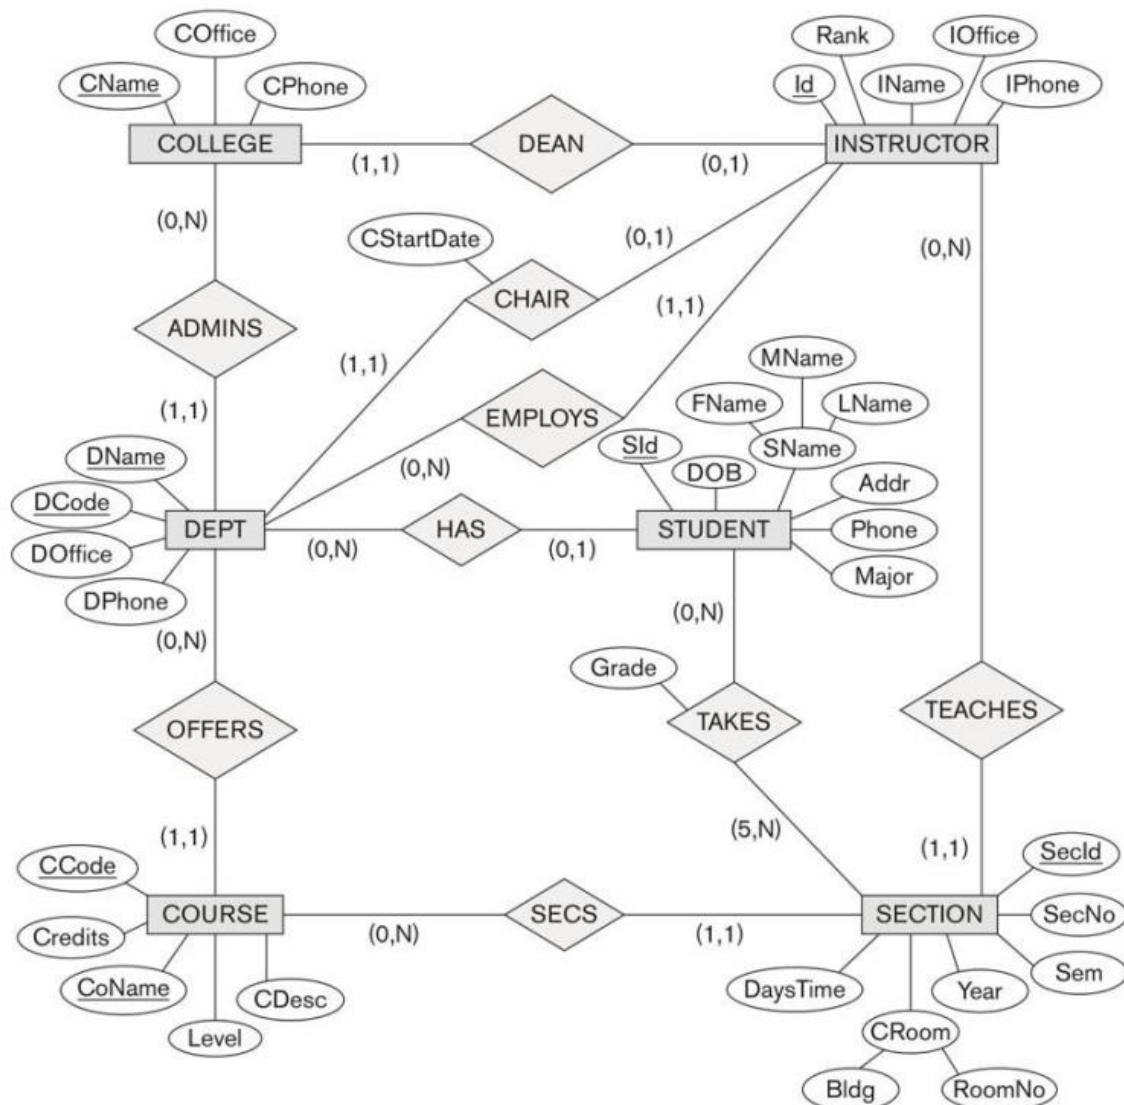 COffice
Rank
IOffice
CName
CPhone
Id
IName
IPhone
COLLEGE
DEAN
INSTRUCTOR
(1,1)
(0,1)
(0,N)
CStartDate
(0,1)
(0,N)
CHAIR
ADMINS
(1,1)
MName
(1,1)
(1,1)
EMPLOYS
FName
LName
DName
SId
SName
(0,N)
DOB
DCode
Addr
DEPT
HAS
STUDENT
Phone
DOffice
(0,N)
(0,1)
Major
DPhone
(0,N)
(0,N)
Grade
OFFERS
TAKES
TEACHES
(1,1)
(5,N)
(1,1)
SecId
CCode
COURSE
SECS
SECTION
SecNo
Credits
(0,N)
(1,1)
Sem
CoName
CDesc
DaysTime
Year
Level
CRoom
Bldg
RoomNo